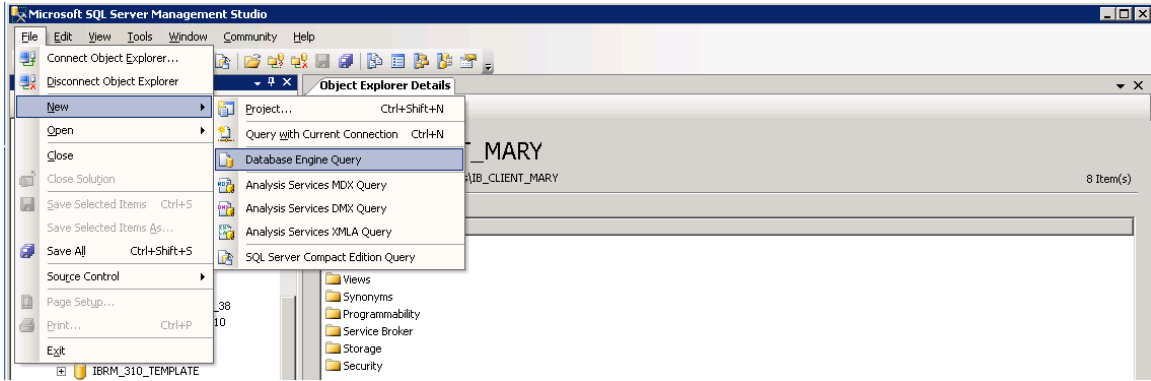 Microsoft SQL Server Management Studio
File Edit View Tools Window Community Help
Connect Object Explorer...
Disconnect Object Explorer
New
Open
Close
Close Solution
Save Selected Items Ctrl+S
Save Selected Items As...
Save All Ctrl+Shift+S
Source Control
Page Setup...
Print... Ctrl+P
Exit
Project... Ctrl+Shift+N
Query with Current Connection Ctrl+N
Database Engine Query
Analysis Services MDX Query
Analysis Services DMX Query
Analysis Services XMLA Query
SQL Server Compact Edition Query
Object Explorer Details
_MARY
\IB_CLIENT_MARY 8 Item(s)
Views
Synonyms
Programmability
Service Broker
Storage
Security
_38
10
IBRM_310_TEMPLATE